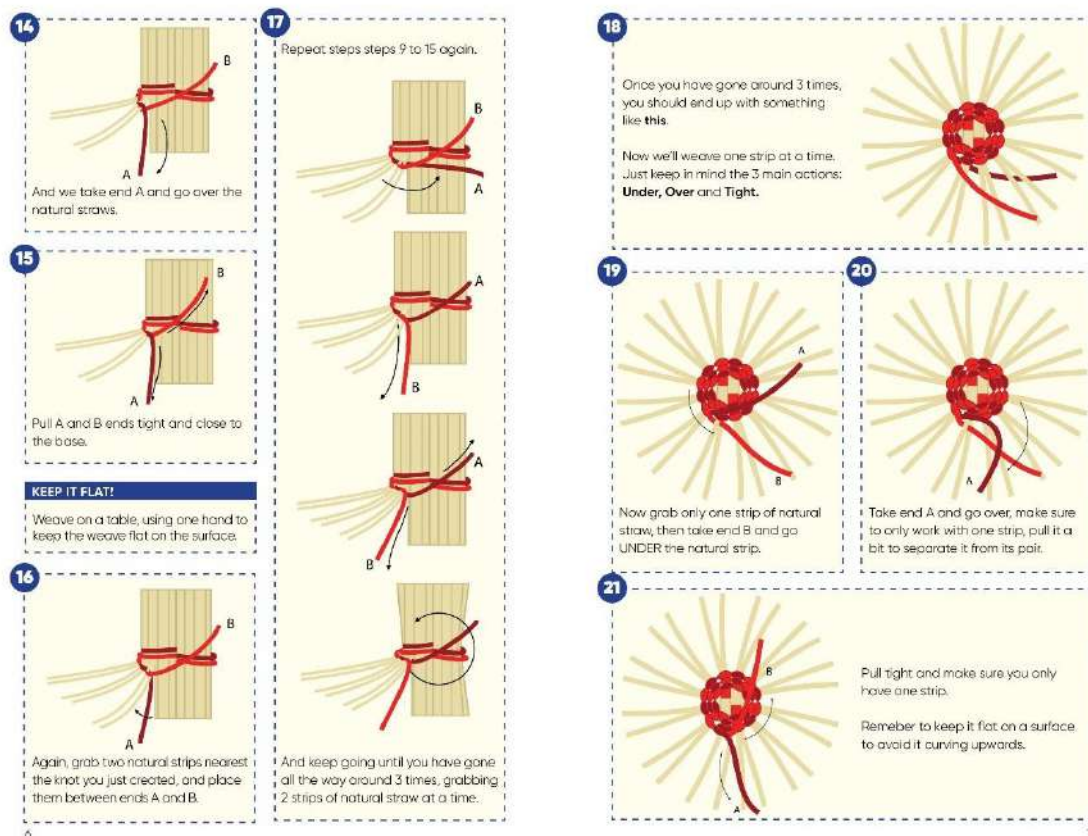 14
B
A
And we take end A and go over the
natural straws.
15
B
A
Pull A and B ends tight and close to
the base.
KEEP IT FLAT!
Weave on a table, using one hand to
keep the weave flat on the surface.
16
B
A
Again, grab two natural strips nearest
the knot you just created, and place
them between ends A and B.
6
17
Repeat steps steps 9 to 15 again.
B
A
A
B
A
B
And keep going until you have gone
all the way around 3 times, grabbing
2 strips of natural straw at a time.
18
Once you have gone around 3 times,
you should end up with something
like this.
Now we'll weave one strip at a time.
Just keep in mind the 3 main actions:
Under, Over and Tight.
19
A
B
Now grab only one strip of natural
straw, then take end B and go
UNDER the natural strip.
20
A
Take end A and go over, make sure
to only work with one strip, pull it a
bit to separate it from its pair.
21
B
A
Pull tight and make sure you only
have one strip.
Remeber to keep it flat on a surface
to avoid it curving upwards.